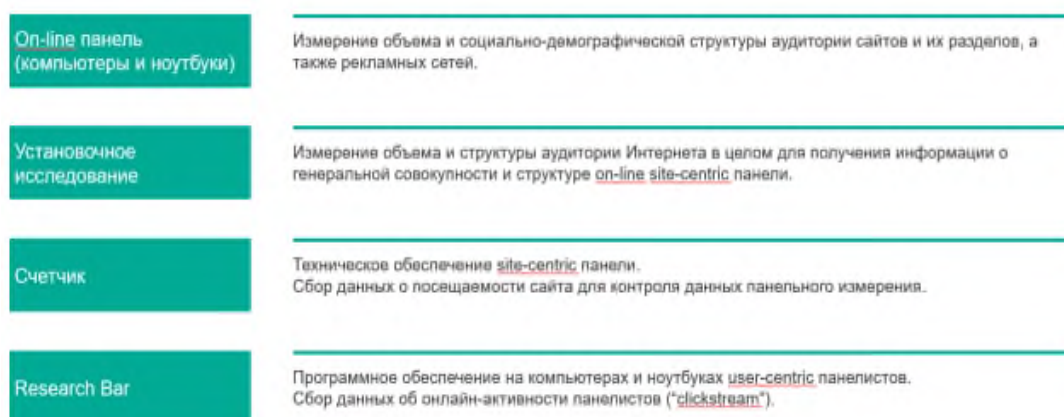 On-line панель
(компьютеры и ноутбуки)
Измерение объема и социально-демографической структуры аудитории сайтов и их разделов, а
также рекламных сетей.
Установочное
исследование
Измерение объема и структуры аудитории Интернета в целом для получения информации о
генеральной совокупности и структуре on-line site-centric панели.
Счетчик
Техническое обеспечение site-centric панели.
Сбор данных о посещаемости сайта для контроля данных панельного измерения.
Research Bar
Программное обеспечение на компьютерах и ноутбуках user-centric панелистов.
Сбор данных об онлайн-активности панелистов ("clickstream").